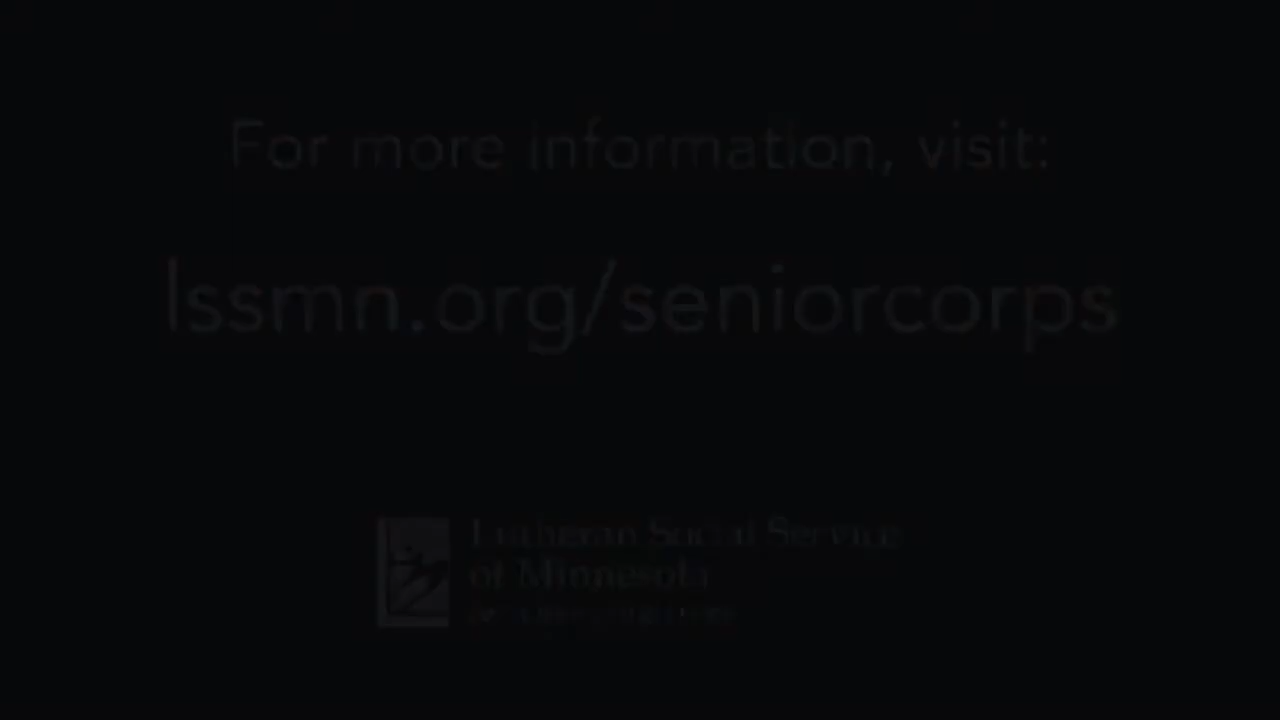 For more information, visit:
lssmn.org/seniorcorps
Lutheran Social Service
of Minnesota